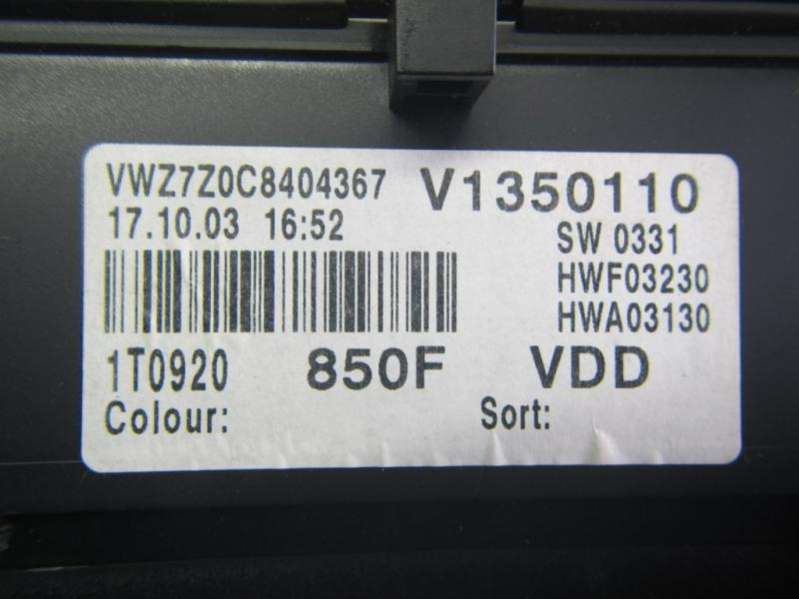 VWZ7Z0C8404367 V1350110
17.10.03 16:52 SW 0331
HWF03230
HWA03130
1T0920 850F VDD
Colour: Sort: